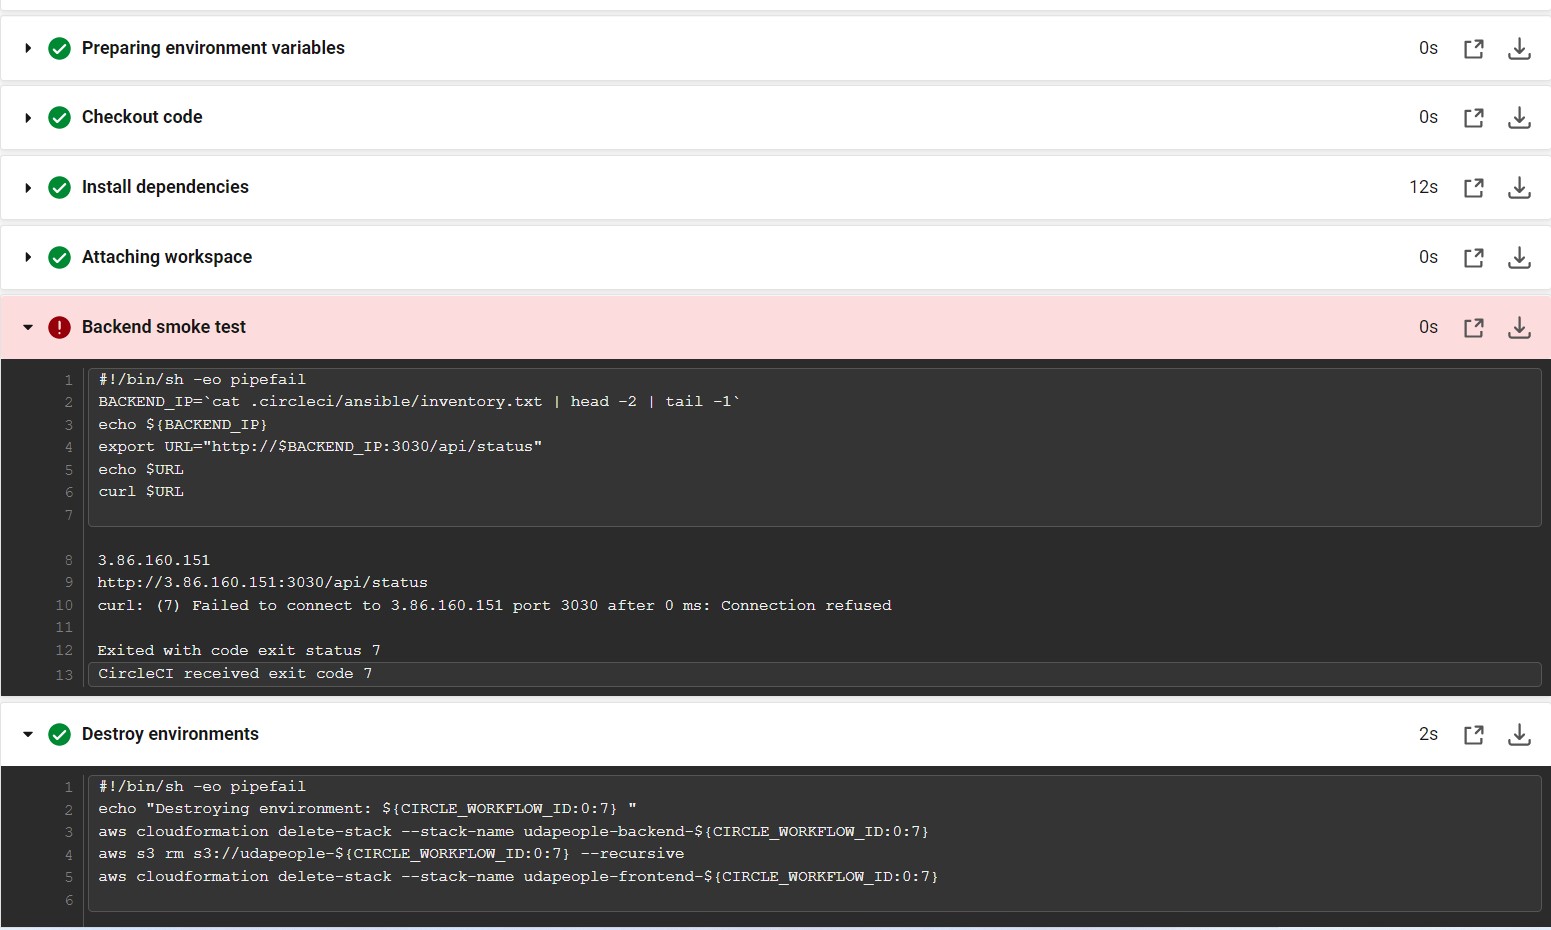 Preparing environment variables 0s
Checkout code 0s
Install dependencies 12s
Attaching workspace 0s
Backend smoke test 0s
1 #!/bin/sh -eo pipefail
2 BACKEND_IP=`cat .circleci/ansible/inventory.txt | head -2 | tail -1`
3 echo ${BACKEND_IP}
4 export URL="http://$BACKEND_IP:3030/api/status"
5 echo $URL
6 curl $URL
7
8 3.86.160.151
9 http://3.86.160.151:3030/api/status
10 curl: (7) Failed to connect to 3.86.160.151 port 3030 after 0 ms: Connection refused
11
12 Exited with code exit status 7
13 CircleCI received exit code 7
Destroy environments 2s
1 #!/bin/sh -eo pipefail
2 echo "Destroying environment: ${CIRCLE_WORKFLOW_ID:0:7} "
3 aws cloudformation delete-stack --stack-name udapeople-backend-${CIRCLE_WORKFLOW_ID:0:7}
4 aws s3 rm s3://udapeople-${CIRCLE_WORKFLOW_ID:0:7} --recursive
5 aws cloudformation delete-stack --stack-name udapeople-frontend-${CIRCLE_WORKFLOW_ID:0:7}
6